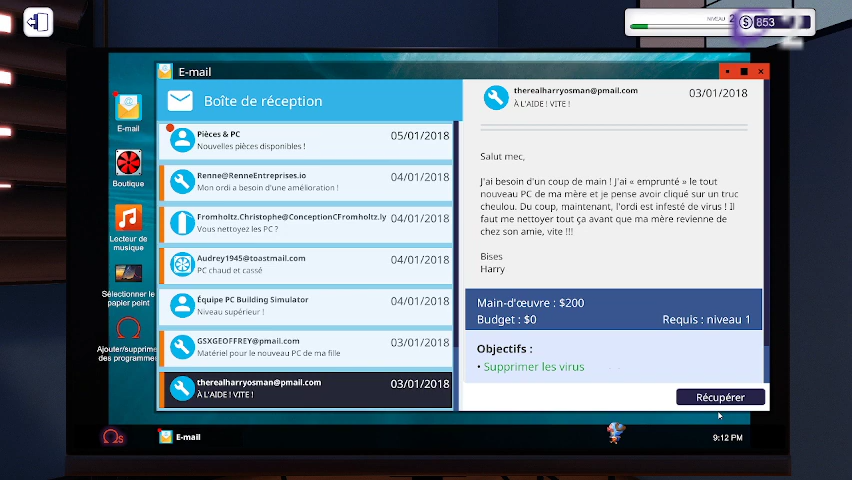 NIVEAU 2
$ 853
E-mail
Boîte de réception
Pièces & PC 05/01/2018
Nouvelles pièces disponibles !
Renne@RenneEntreprises.io 04/01/2018
Mon ordi a besoin d'une amélioration !
Fromholtz.Christophe@ConceptionCFromholtz.ly 04/01/2018
Vous nettoyez les PC ?
Audrey1945@toastmail.com 04/01/2018
PC chaud et cassé
Équipe PC Building Simulator 04/01/2018
Niveau supérieur !
GSXGEOFFREY@pmail.com 03/01/2018
Matériel pour le nouveau PC de ma fille
therealharryosman@pmail.com 03/01/2018
À L'AIDE ! VITE !
therealharryosman@pmail.com 03/01/2018
À L'AIDE ! VITE !
Salut mec,
J'ai besoin d'un coup de main ! J'ai « emprunté » le tout
nouveau PC de ma mère et je pense avoir cliqué sur un truc
cheulou. Du coup, maintenant, l'ordi est infesté de virus ! Il
faut me nettoyer tout ça avant que ma mère revienne de
chez son amie, vite !!!
Bises
Harry
Main-d'œuvre : $200
Budget : $0 Requis : niveau 1
Objectifs :
• Supprimer les virus
Récupérer
E-mail
Boutique
Lecteur de
musique
Sélectionner le
papier peint
Ajouter/supprime
des programmes
Ωs
E-mail
9:12 PM